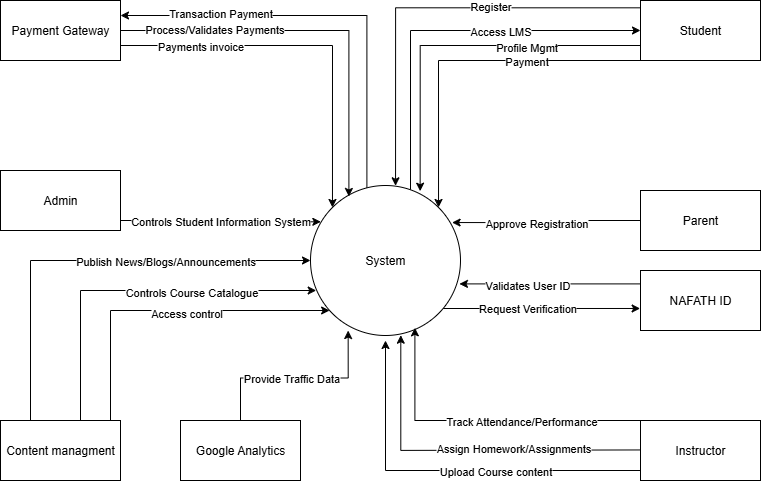 Transaction Payment
Register
Payment Gateway
Process/Validates Payments
Access LMS
Student
Payments invoice
Profile Mgmt
Payment
Admin
Controls Student Information System
Approve Registration
Parent
Publish News/Blogs/Announcements
System
Controls Course Catalogue
Validates User ID
NAFATH ID
Access control
Request Verification
Provide Traffic Data
Track Attendance/Performance
Content managment
Google Analytics
Assign Homework/Assignments
Instructor
Upload Course content